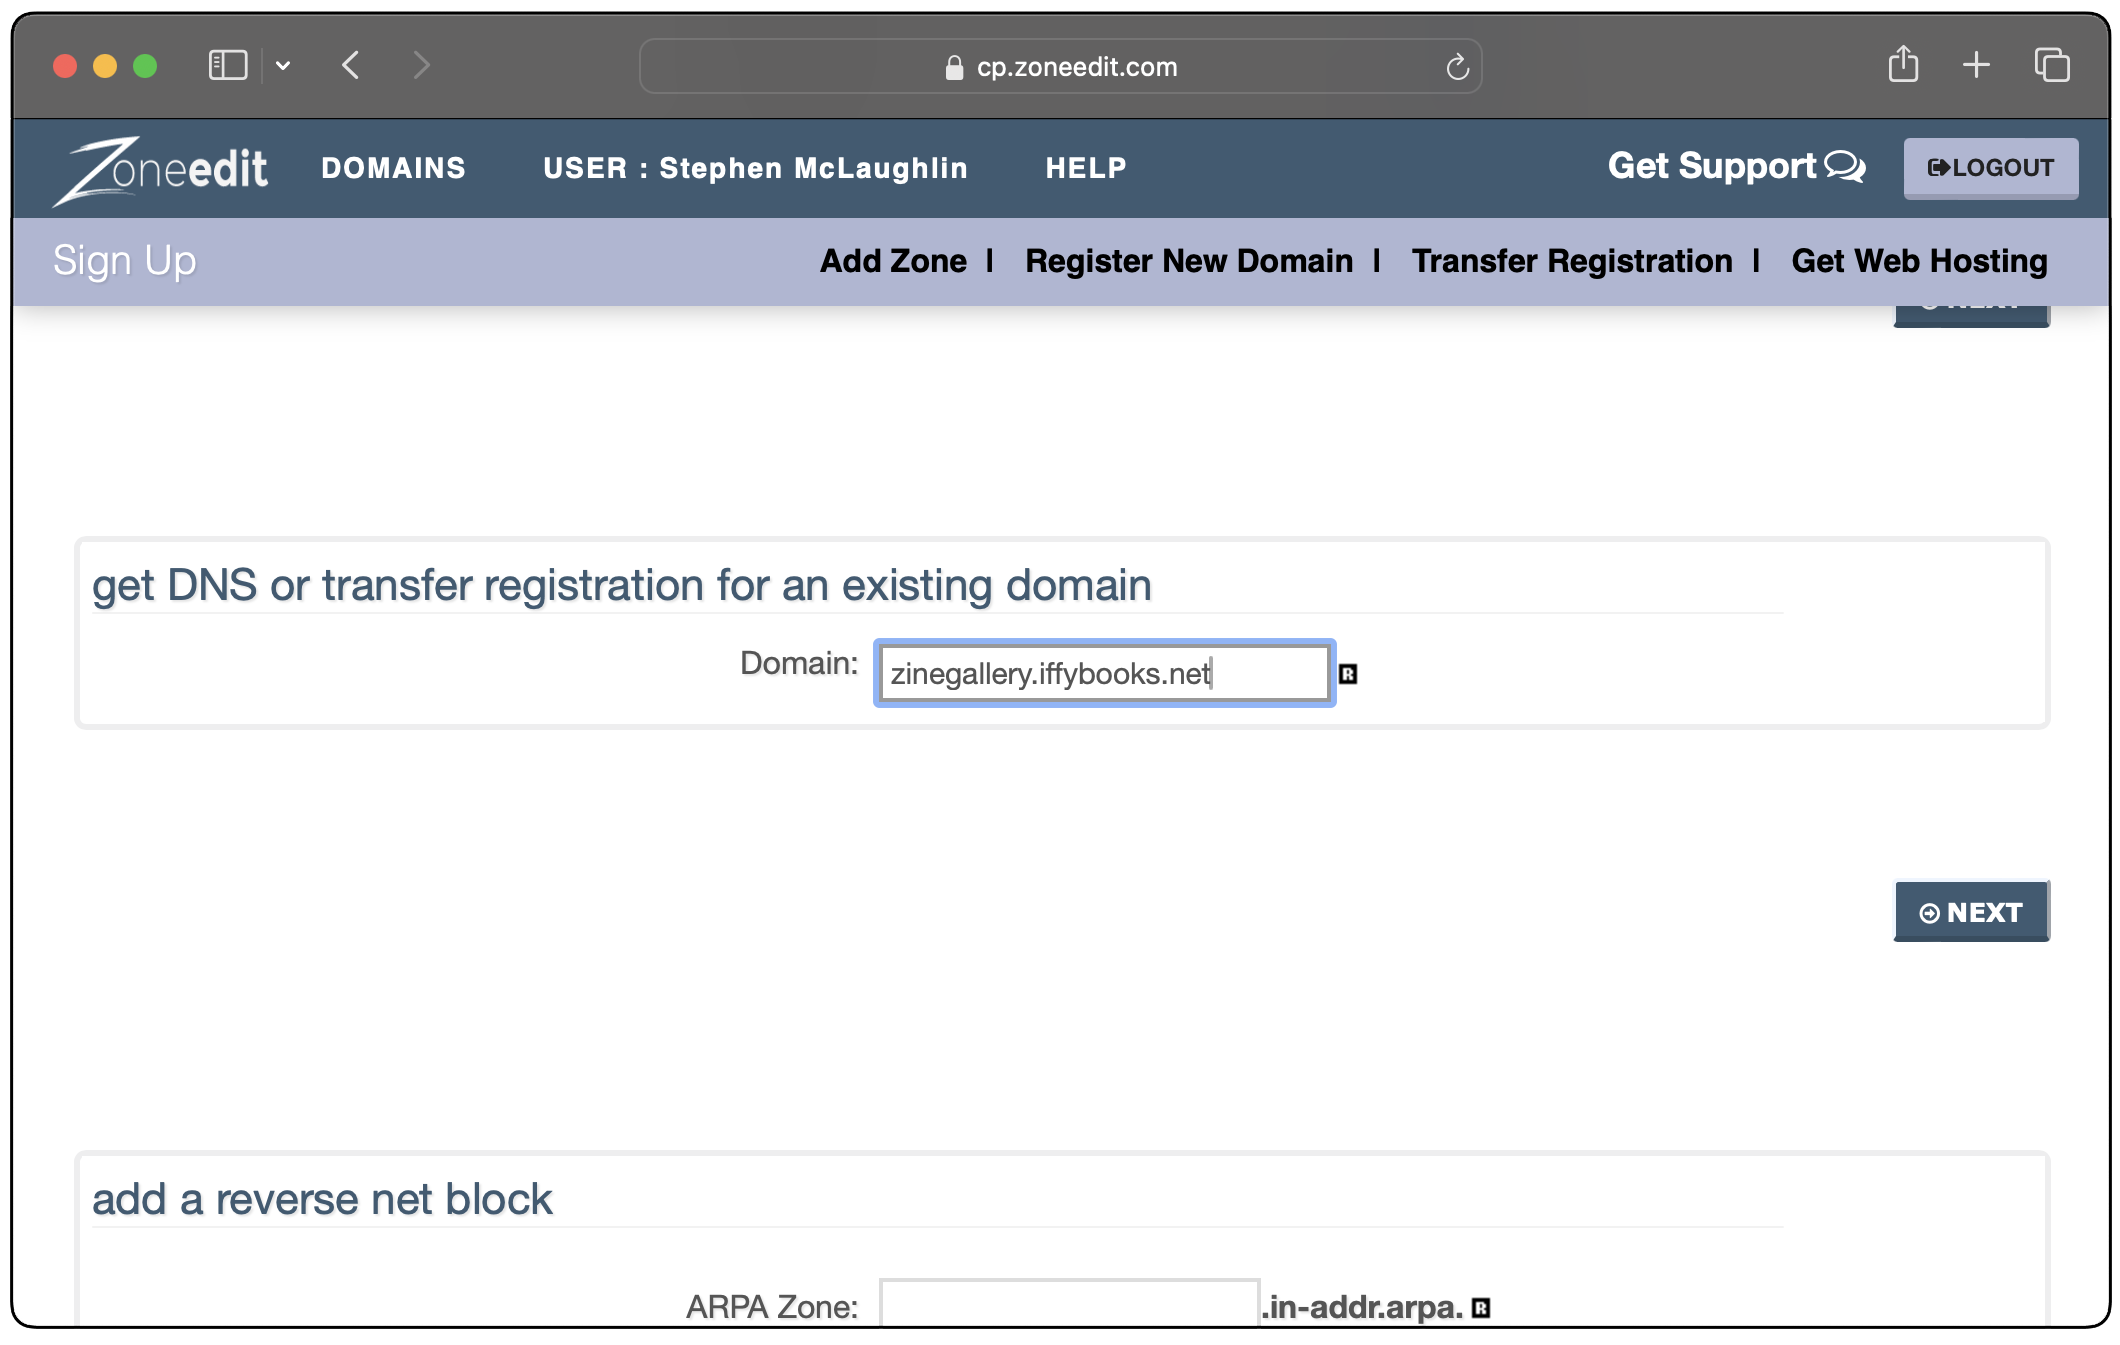 cp.zoneedit.com
Zoneedit DOMAINS USER : Stephen McLaughlin HELP Get Support LOGOUT
Sign Up Add Zone | Register New Domain | Transfer Registration | Get Web Hosting
get DNS or transfer registration for an existing domain
Domain: zinegallery.iffybooks.net R
NEXT
add a reverse net block
ARPA Zone: .in-addr.arpa. R